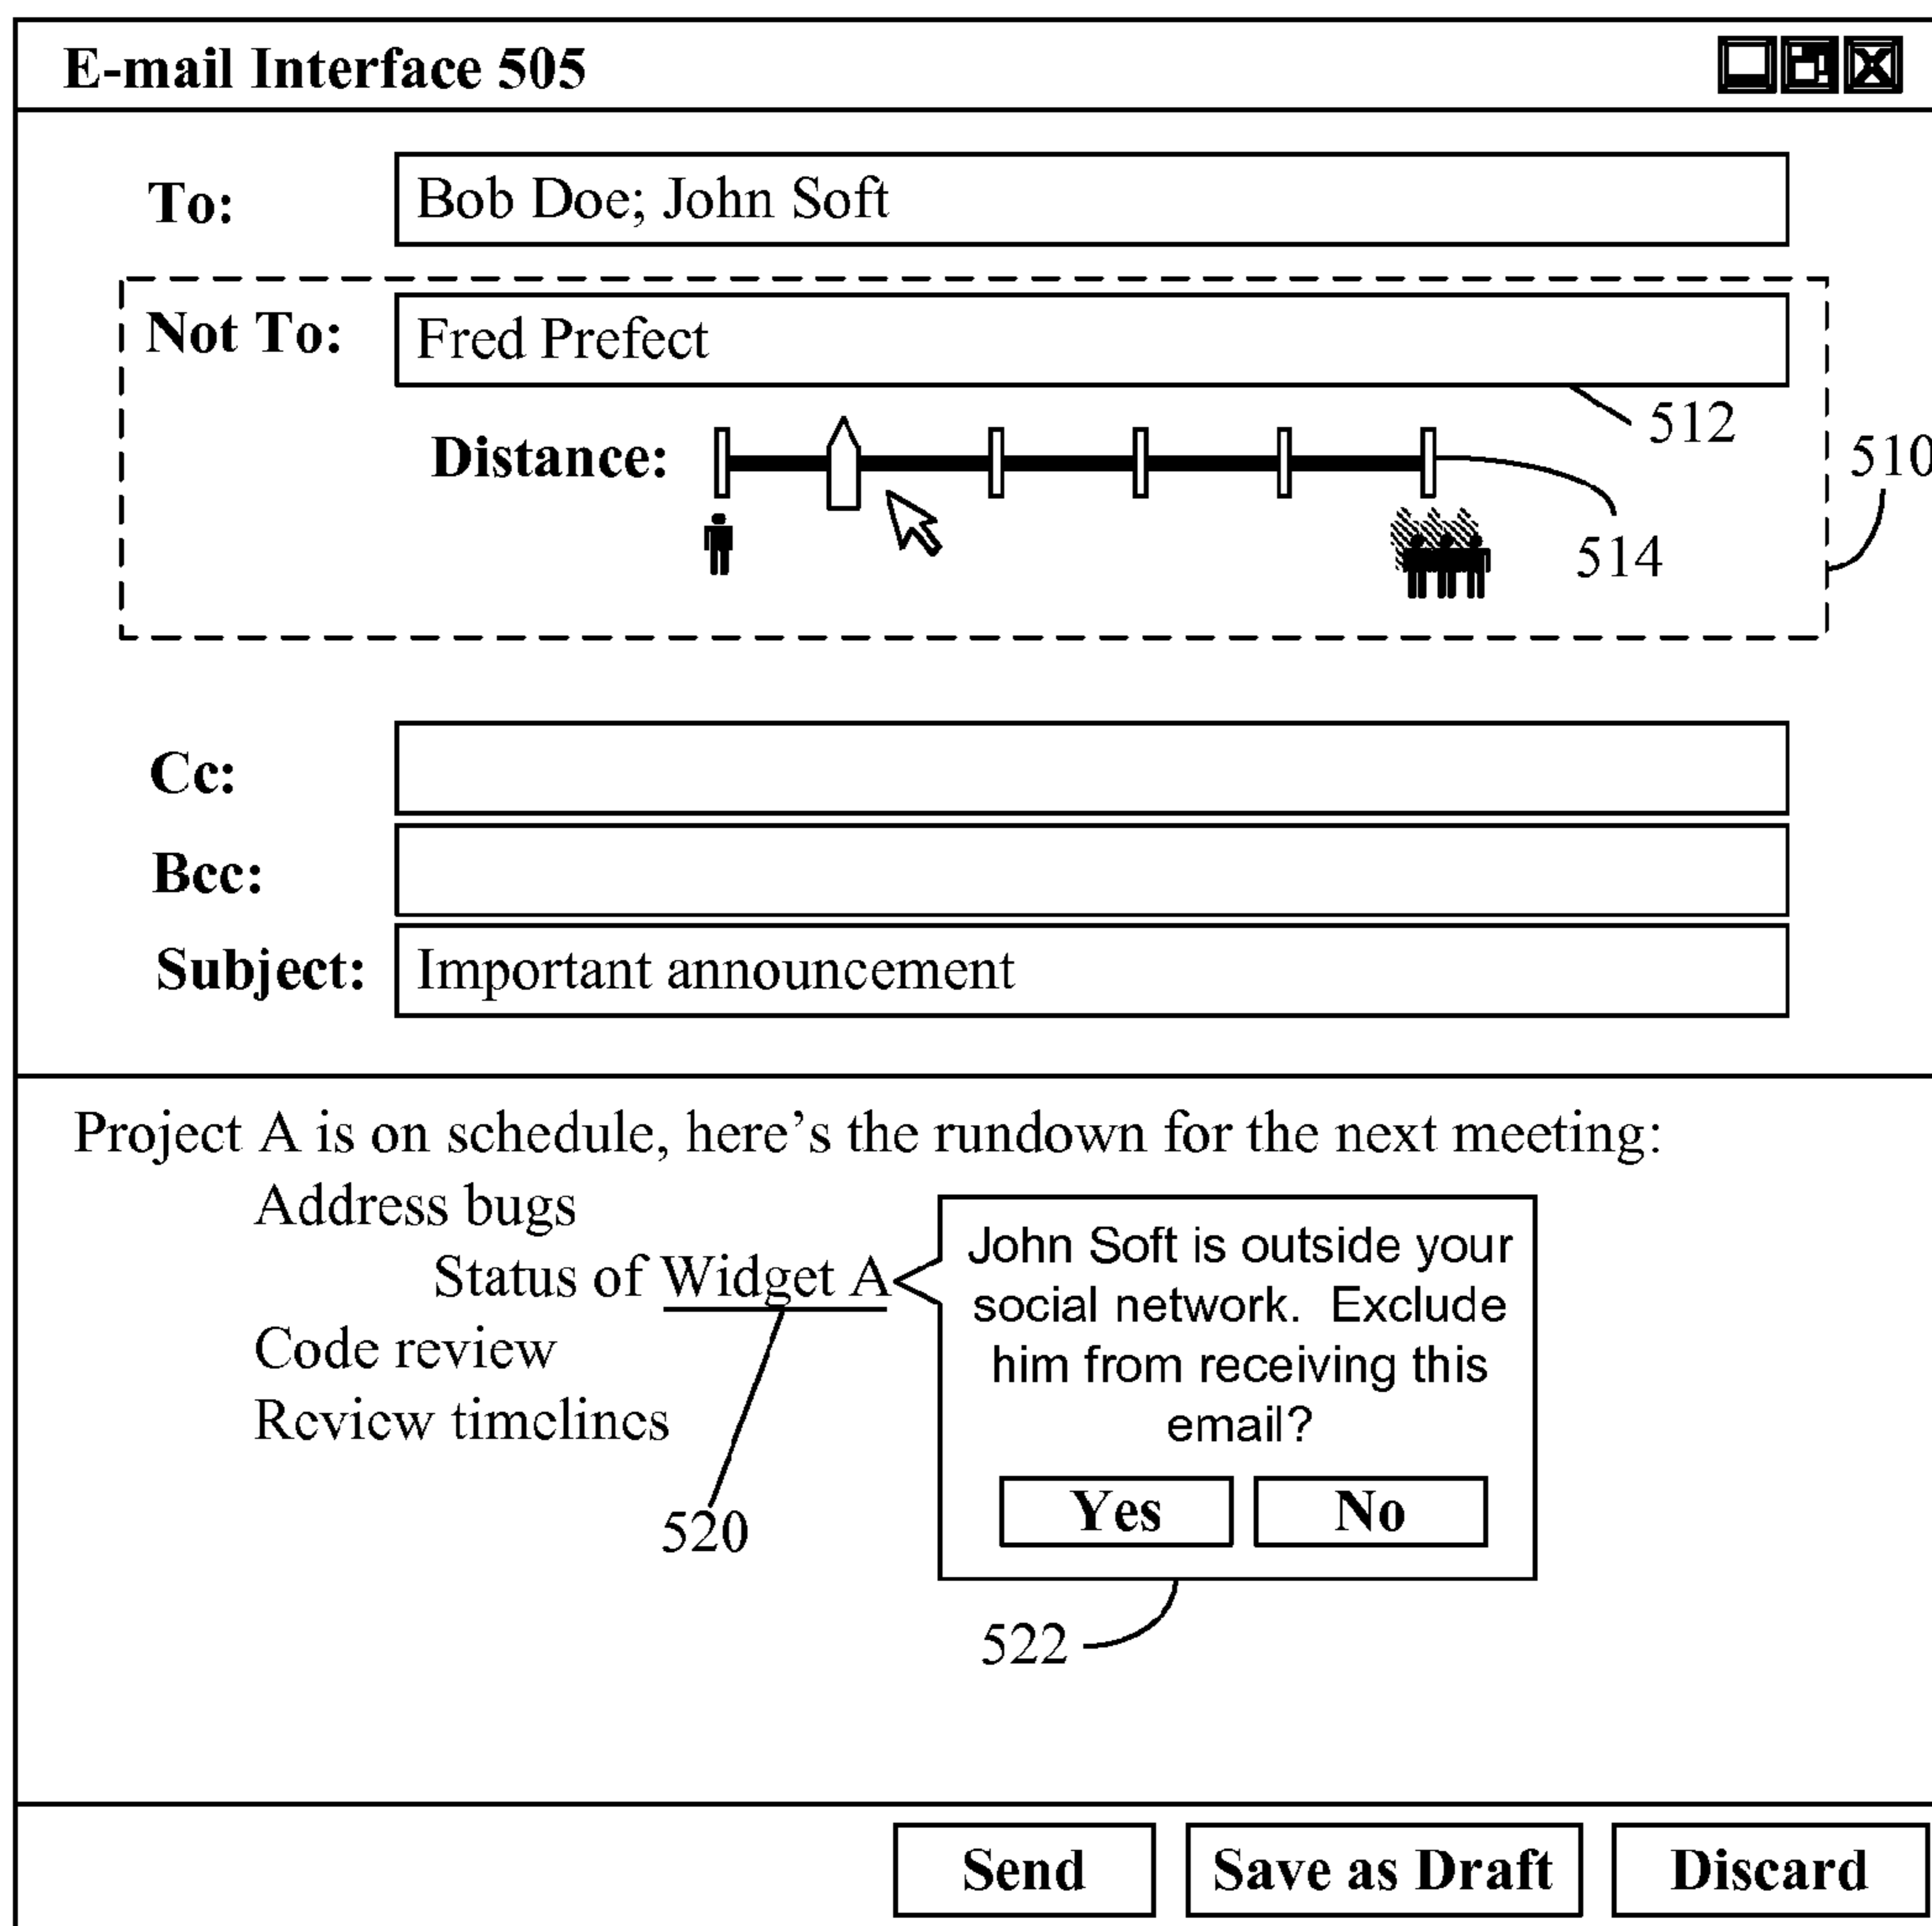 E-mail Interface 505
To: Bob Doe; John Soft
Not To: Fred Prefect
512
Distance:
510
514
Cc:
Bcc:
Subject: Important announcement
Project A is on schedule, here's the rundown for the next meeting:
Address bugs
Status of Widget A
Code review
Review timelines
520
John Soft is outside your
social network. Exclude
him from receiving this
email?
Yes No
522
Send Save as Draft Discard